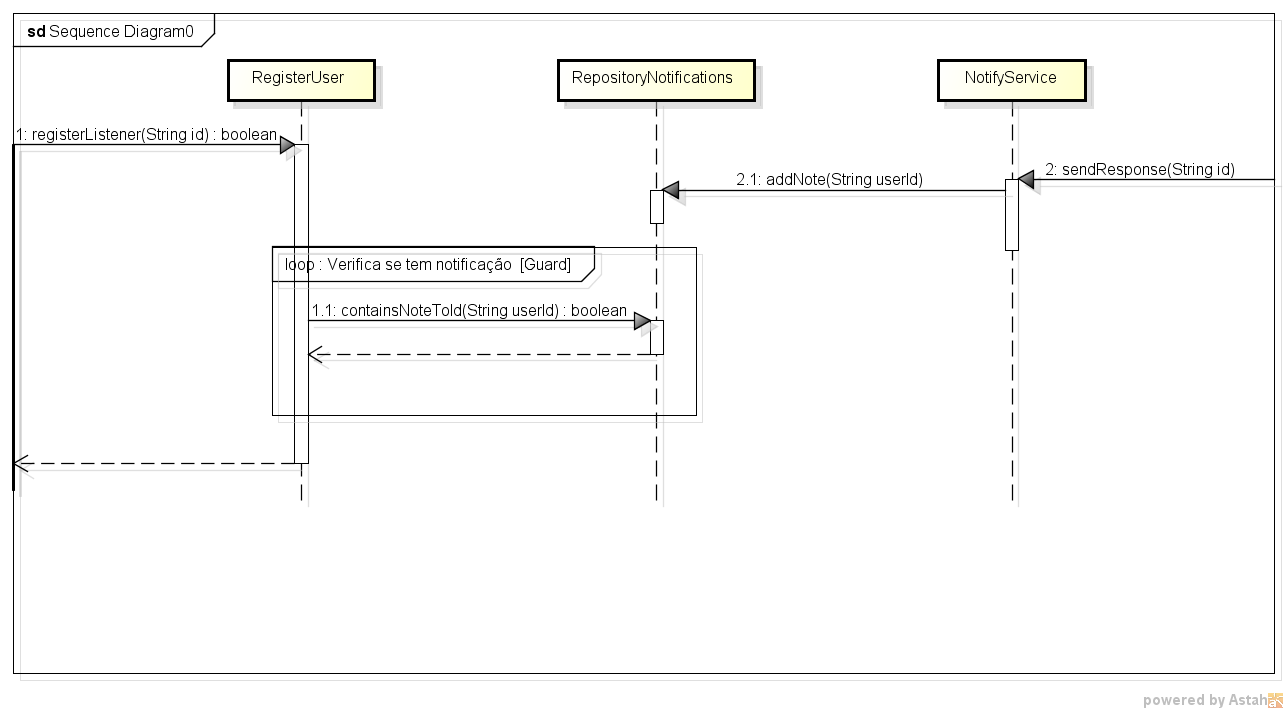 sd Sequence Diagram0
RegisterUser
RepositoryNotifications
NotifyService
1: registerListener(String id) : boolean
2: sendResponse(String id)
2.1: addNote(String userId)
loop : Verifica se tem notificação [Guard]
1.1: containsNoteToId(String userId) : boolean
powered by Astah